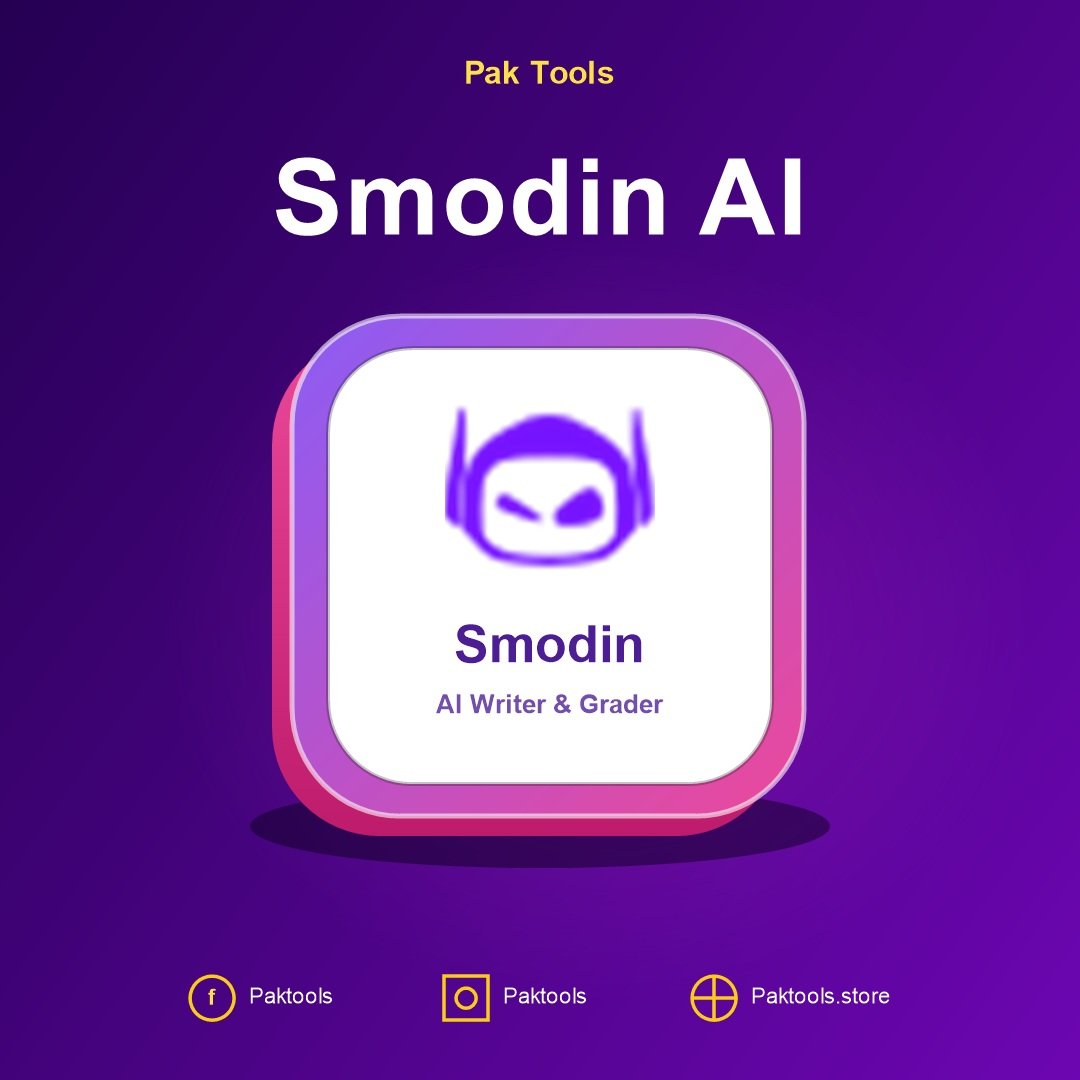 Pak Tools
Smodin AI
Smodin
AI Writer & Grader
f Paktools
Paktools
Paktools.store